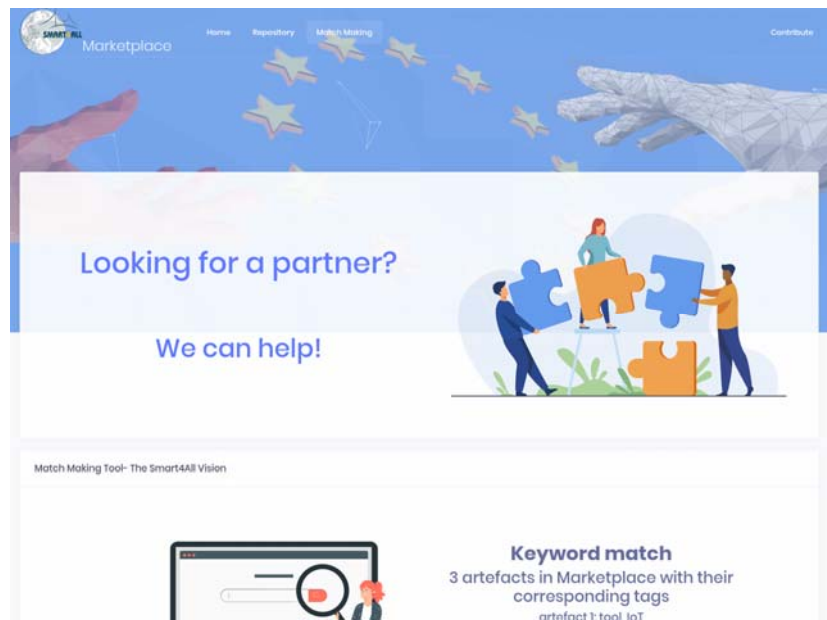 SMART4ALL
Marketplace
Home
Repository
Match Making
Contribute
Looking for a partner?
We can help!
Match Making Tool- The Smart4All Vision
Keyword match
3 artefacts in Marketplace with their
corresponding tags
artefact 1: tool, IoT